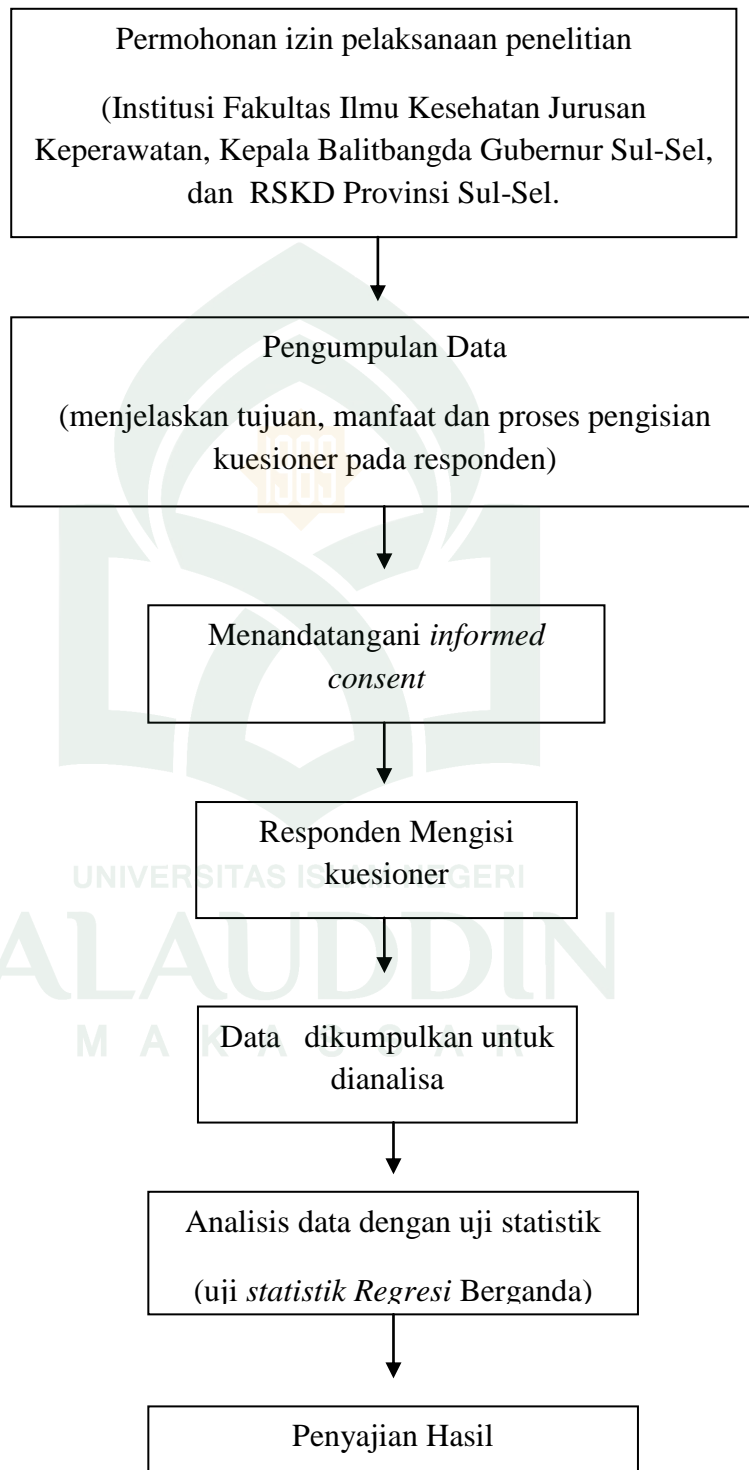 Permohonan izin pelaksanaan penelitian
(Institusi Fakultas Ilmu Kesehatan Jurusan
Keperawatan, Kepala Balitbangda Gubernur Sul-Sel,
dan RSKD Provinsi Sul-Sel.
Pengumpulan Data
(menjelaskan tujuan, manfaat dan proses pengisian
kuesioner pada responden)
Menandatangani informed
consent
Responden Mengisi
kuesioner
UNIVERSITAS ISLAM NEGERI
ALAUDDIN
MAKASSAR
Data dikumpulkan untuk
dianalisa
Analisis data dengan uji statistik
(uji statistik Regresi Berganda)
Penyajian Hasil